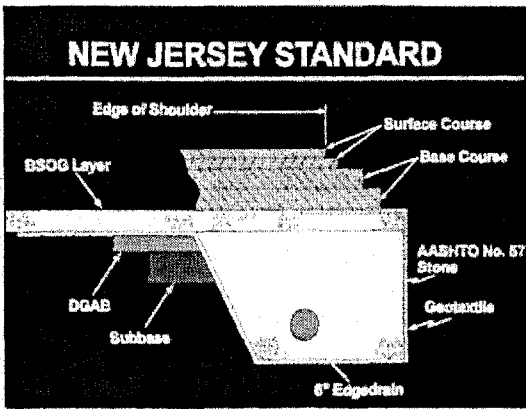 NEW JERSEY STANDARD
Edge of Shoulder
Surface Course
BSOG Layer
Base Course
AASHTO No. 57
Stone
DGAB
Geotextile
Subbase
6" Edgedrain